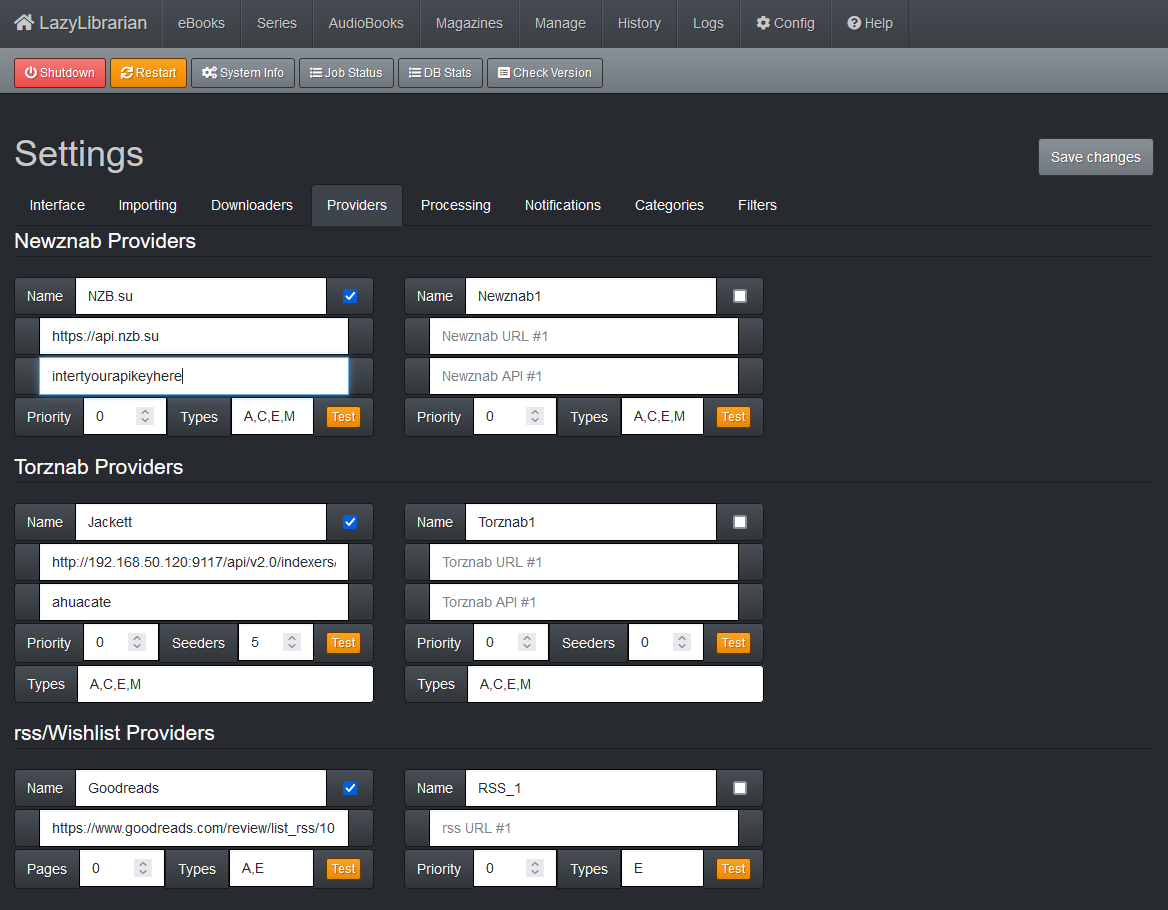 LazyLibrarian eBooks Series AudioBooks Magazines Manage History Logs Config Help
Shutdown Restart System Info Job Status DB Stats Check Version
Settings
Save changes
Interface Importing Downloaders Providers Processing Notifications Categories Filters
Newznab Providers
Name NZB.su Name Newznab1
https://api.nzb.su Newznab URL #1
intertyourapikeyhere Newznab API #1
Priority 0 Types A,C,E,M Test Priority 0 Types A,C,E,M Test
Torznab Providers
Name Jackett Name Torznab1
http://192.168.50.120:9117/api/v2.0/indexers/ Torznab URL #1
ahuacate Torznab API #1
Priority 0 Seeders 5 Test Priority 0 Seeders 0 Test
Types A,C,E,M Types A,C,E,M
rss/Wishlist Providers
Name Goodreads Name RSS_1
https://www.goodreads.com/review/list_rss/10 rss URL #1
Pages 0 Types A,E Test Priority 0 Types E Test